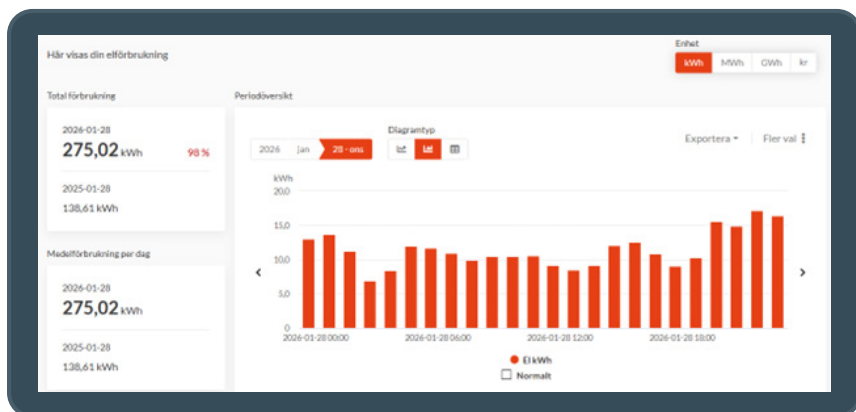 Här visas din elförbrukning
Enhet
kWh MWh GWh kr
Total förbrukning
2026-01-28
275,02 kWh 98 %
2025-01-28
138,61 kWh
Medelförbrukning per dag
2026-01-28
275,02 kWh
2025-01-28
138,61 kWh
Periodöversikt
2026 jan 28 - ons
Diagramtyp
Exportera Fler val
kWh
20,0
15,0
10,0
5,0
0
2026-01-28 00:00 2026-01-28 06:00 2026-01-28 12:00 2026-01-28 18:00
El kWh
Normalt